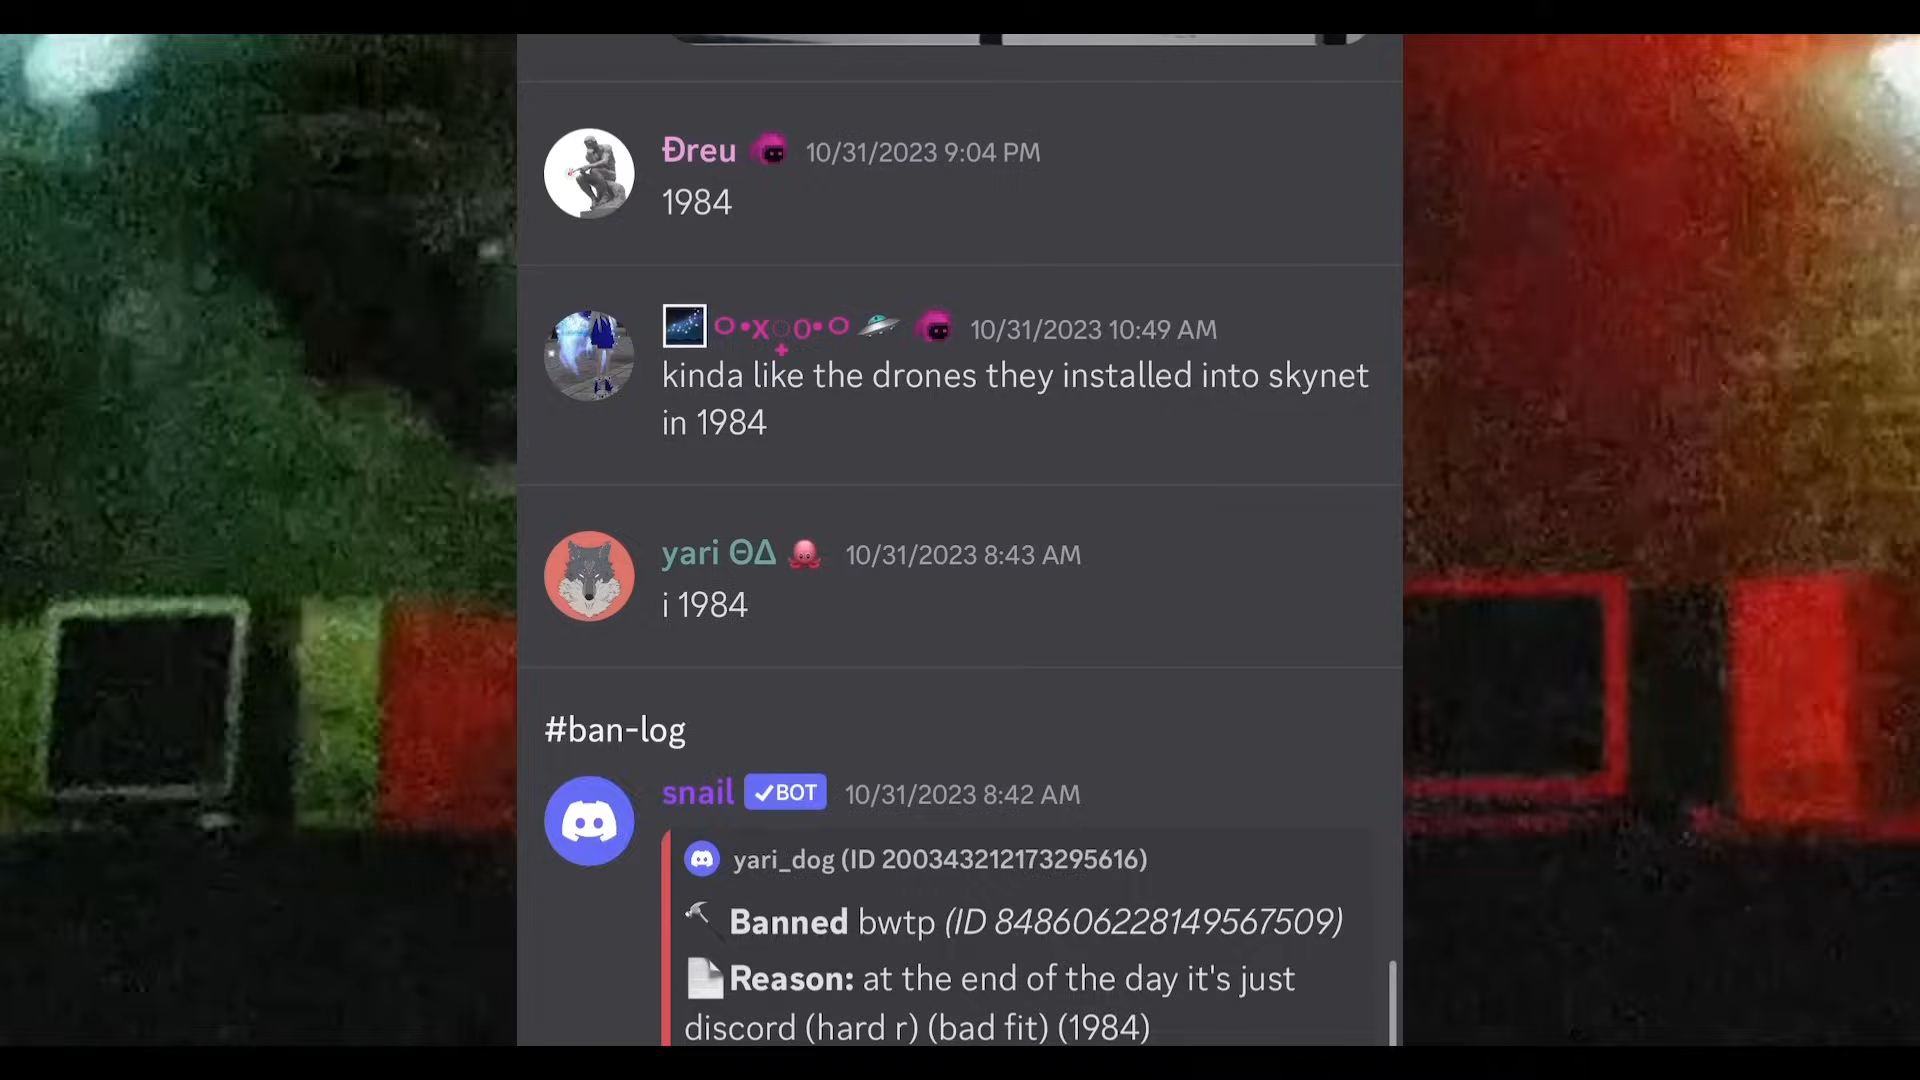 Đreu 10/31/2023 9:04 PM
1984
10/31/2023 10:49 AM
kinda like the drones they installed into skynet
in 1984
yari ΘΔ 10/31/2023 8:43 AM
i 1984
#ban-log
snail ✓BOT 10/31/2023 8:42 AM
yari_dog (ID 200343212173295616)
Banned bwtp (ID 848606228149567509)
Reason: at the end of the day it's just
discord (hard r) (bad fit) (1984)